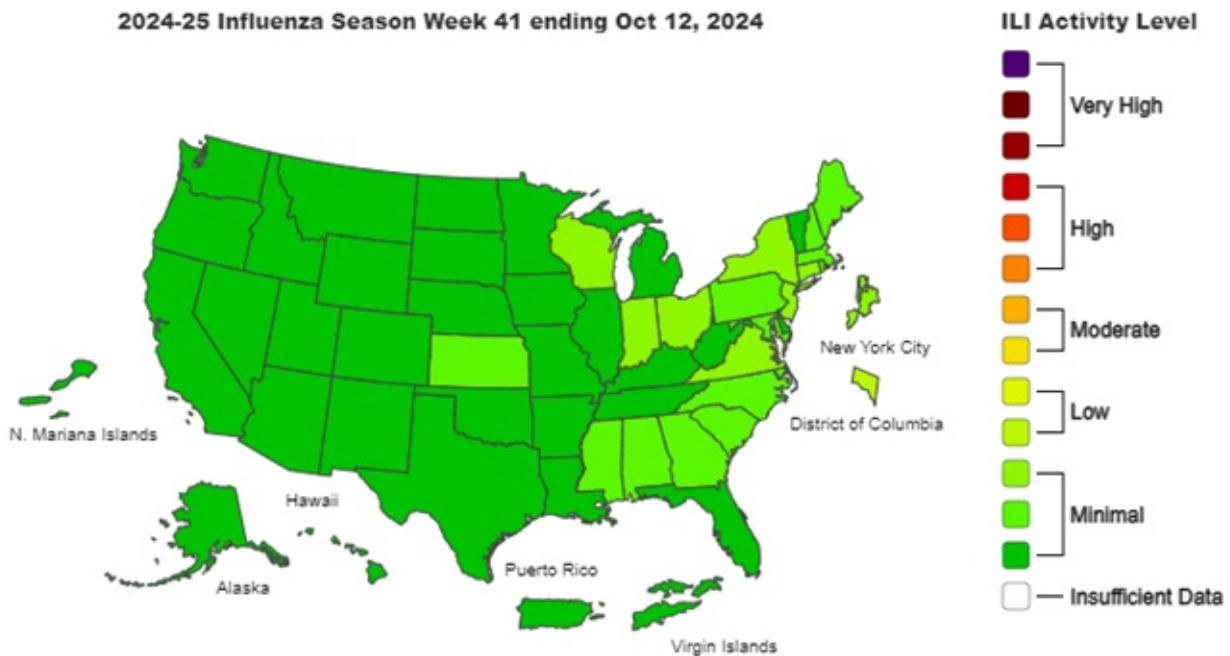 2024-25 Influenza Season Week 41 ending Oct 12, 2024
ILI Activity Level
Very High
High
Moderate
Low
Minimal
Insufficient Data
New York City
District of Columbia
N. Mariana Islands
Hawaii
Alaska
Puerto Rico
Virgin Islands